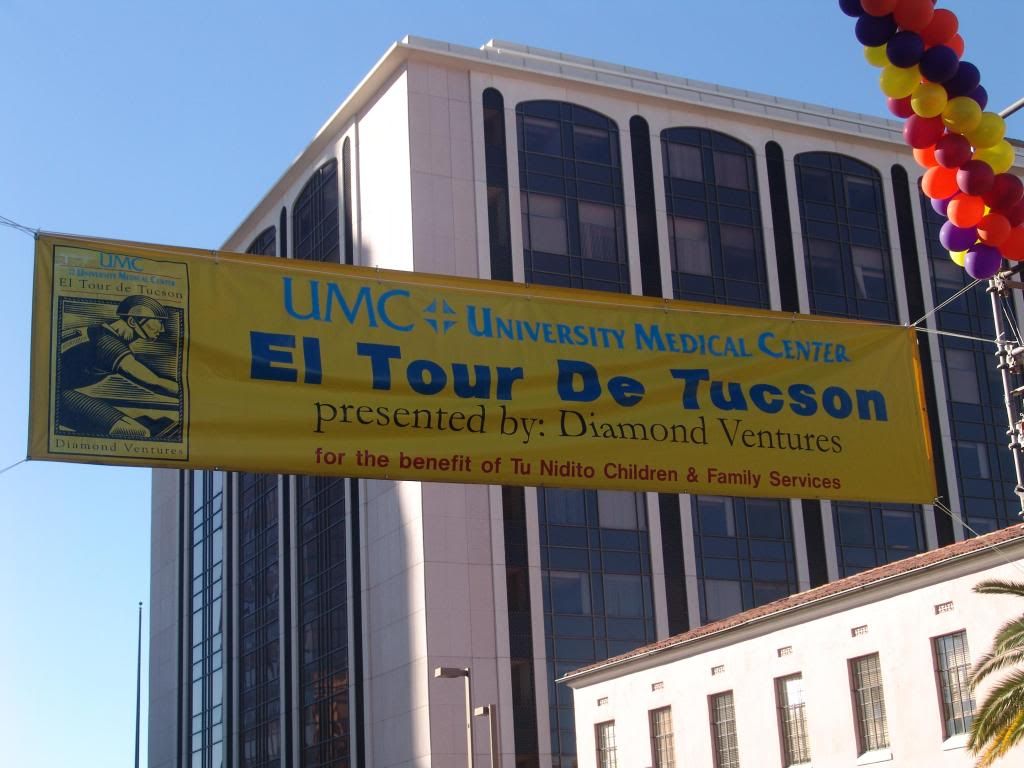 UMC
UNIVERSITY MEDICAL CENTER
El Tour de Tucson
Diamond Ventures
UMC UNIVERSITY MEDICAL CENTER
El Tour De Tucson
presented by: Diamond Ventures
for the benefit of Tu Nidito Children & Family Services